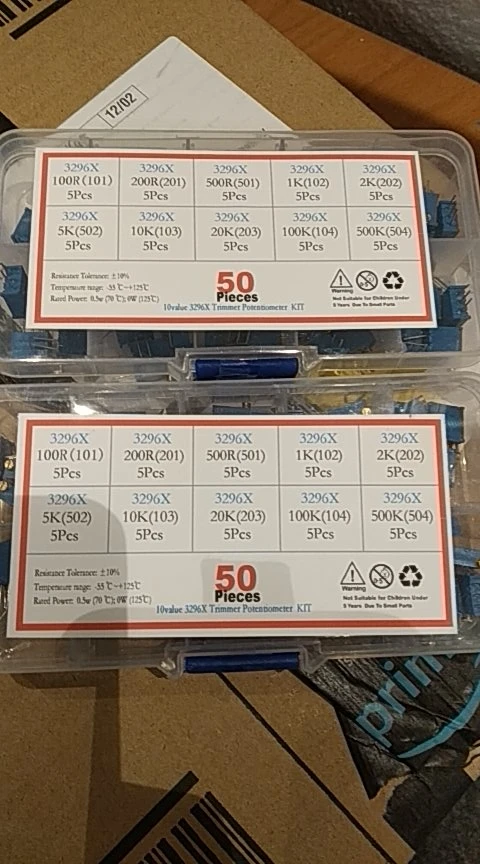 12/02
3296X 3296X 3296X 3296X 3296X
100R(101) 200R(201) 500R(501) 1K(102) 2K(202)
5Pcs 5Pcs 5Pcs 5Pcs 5Pcs
3296X 3296X 3296X 3296X 3296X
5K(502) 10K(103) 20K(203) 100K(104) 500K(504)
5Pcs 5Pcs 5Pcs 5Pcs 5Pcs
Resistance Tolerance: ±10%
Temperature range: -55 ℃~+125℃
Rated Power: 0.5w (70 ℃); 0W (125℃)
50
Pieces
10value 3296X Trimmer Potentiometer KIT
Warning
Not Suitable for Children Under
3 Years Due To Small Parts
3296X 3296X 3296X 3296X 3296X
100R(101) 200R(201) 500R(501) 1K(102) 2K(202)
5Pcs 5Pcs 5Pcs 5Pcs 5Pcs
3296X 3296X 3296X 3296X 3296X
5K(502) 10K(103) 20K(203) 100K(104) 500K(504)
5Pcs 5Pcs 5Pcs 5Pcs 5Pcs
Resistance Tolerance: ±10%
Temperature range: -55 ℃~+125℃
Rated Power: 0.5w (70 ℃); 0W (125℃)
50
Pieces
10value 3296X Trimmer Potentiometer KIT
Warning
Not Suitable for Children Under
3 Years Due To Small Parts
prim